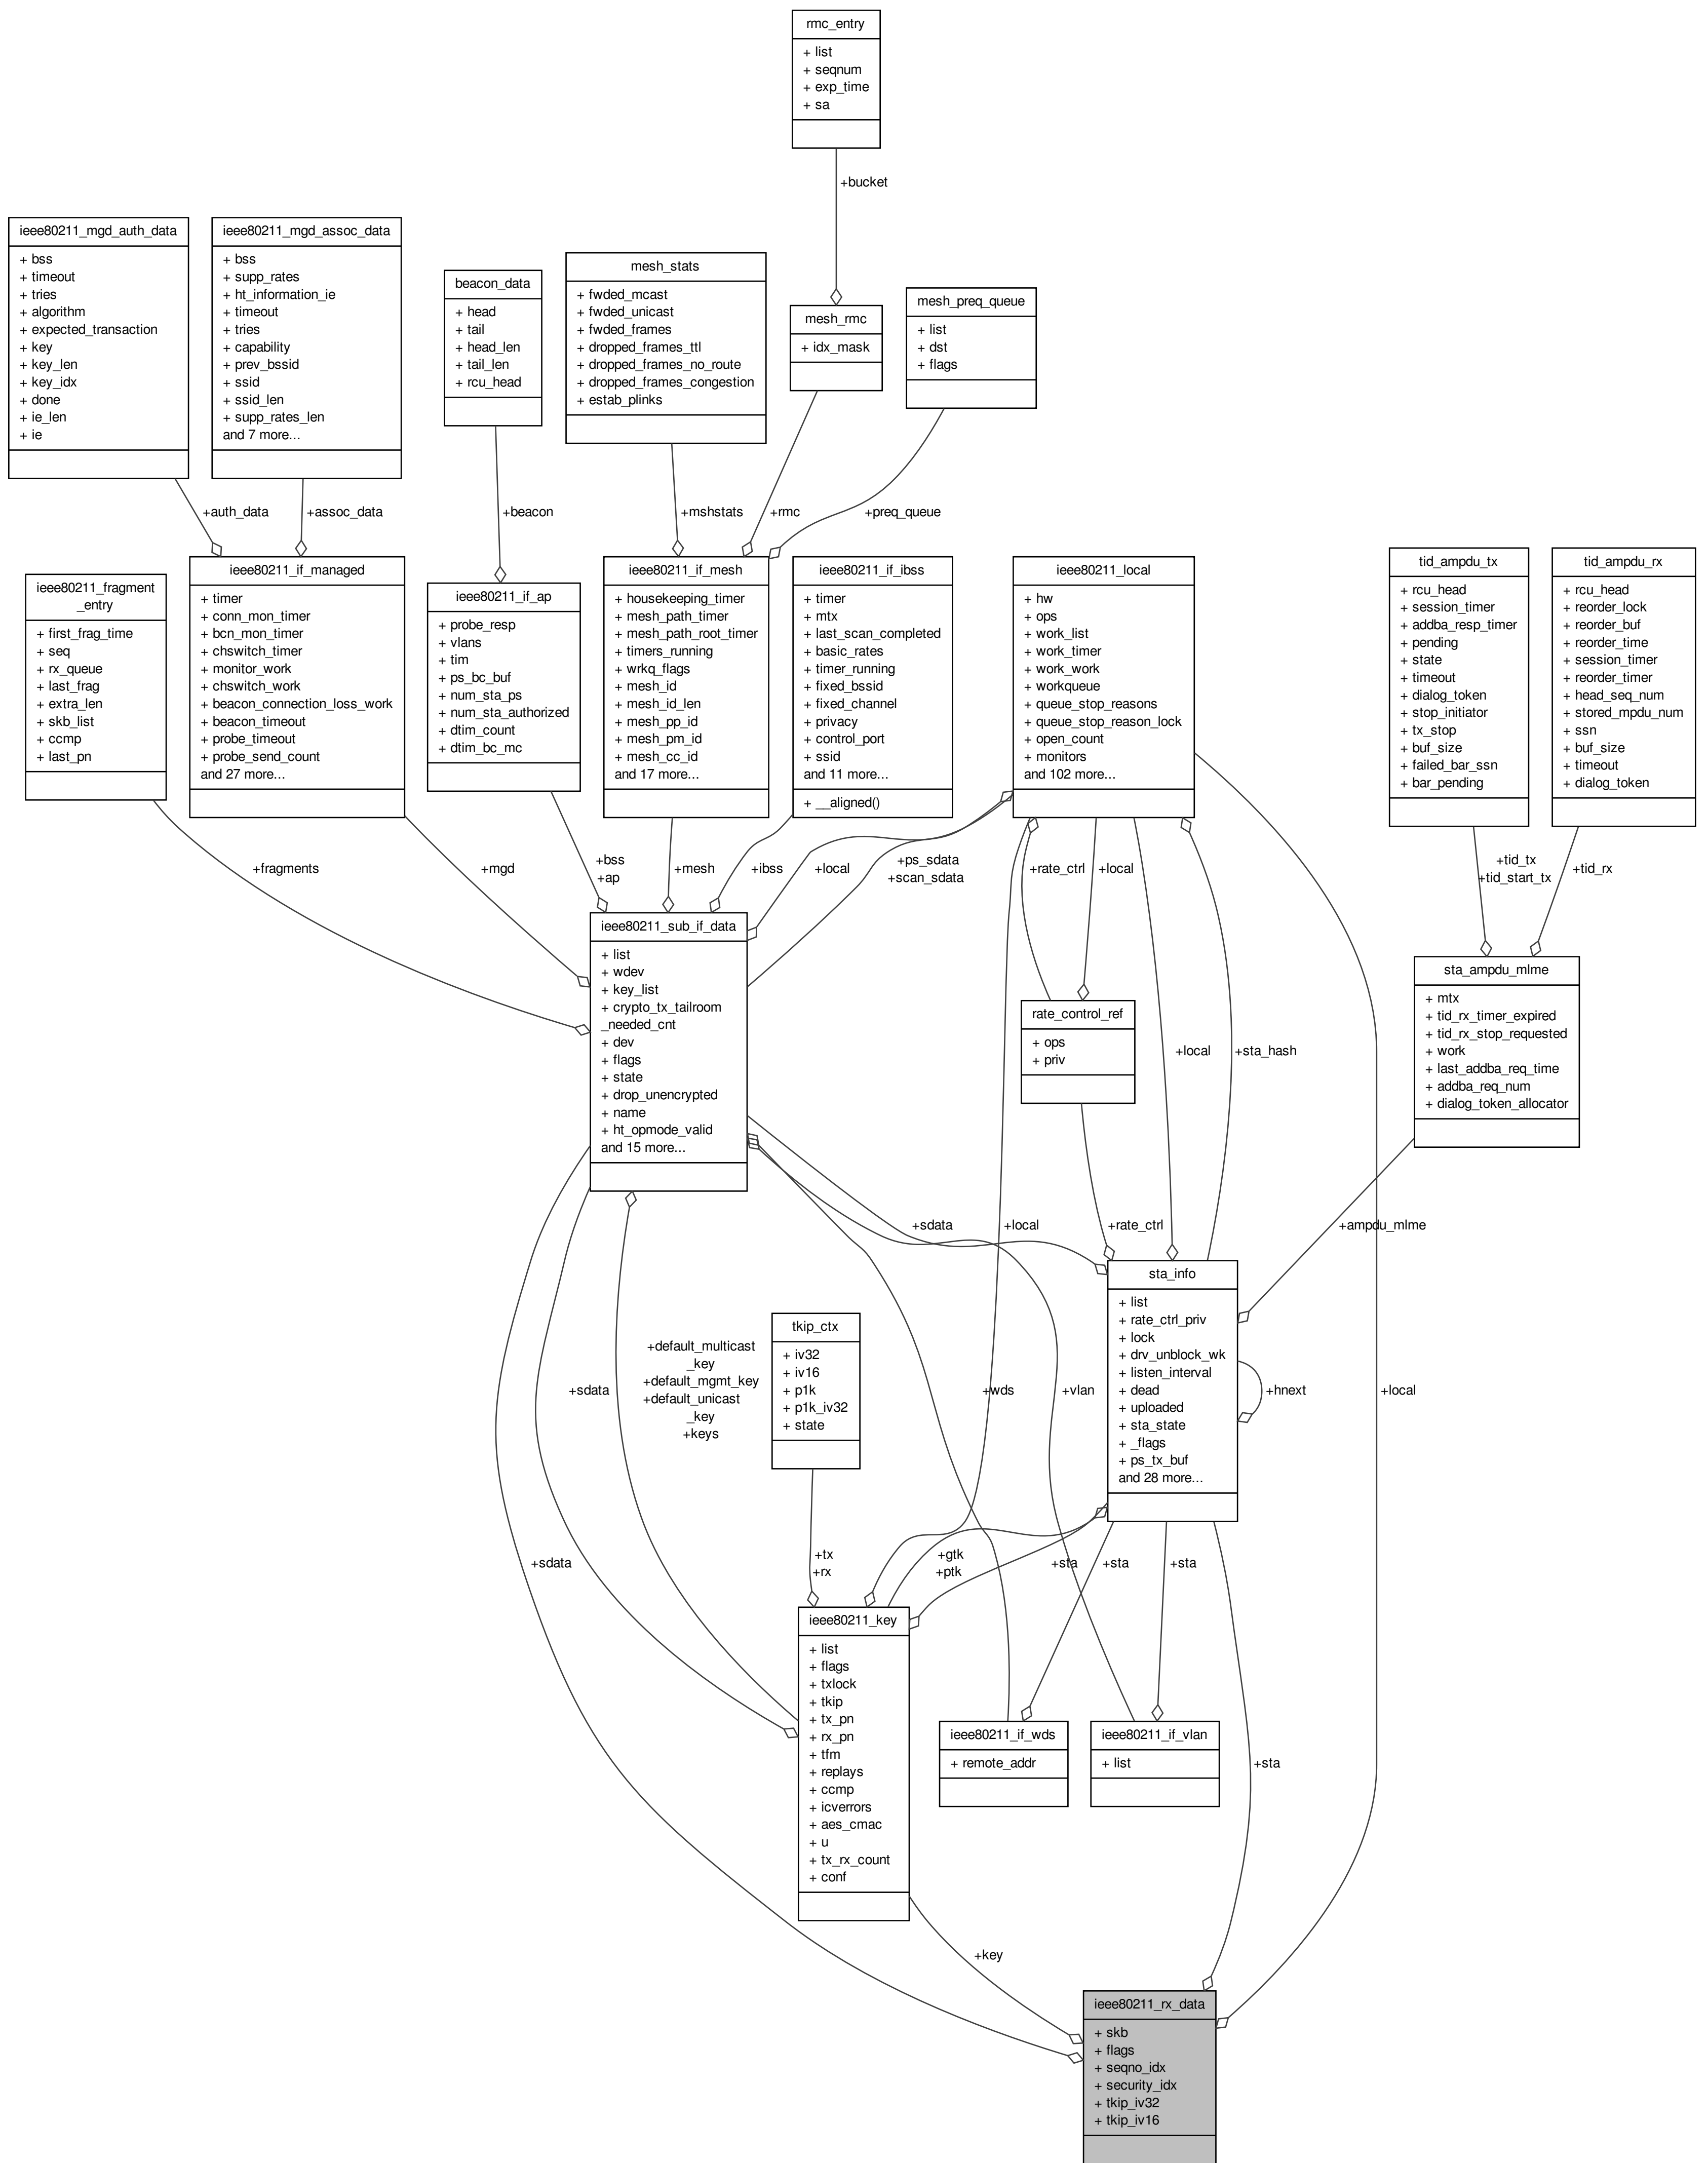 rmc_entry
+ list
+ seqnum
+ exp_time
+ sa
+bucket
ieee80211_mgd_auth_data
+ bss
+ timeout
+ tries
+ algorithm
+ expected_transaction
+ key
+ key_len
+ key_idx
+ done
+ ie_len
+ ie
ieee80211_mgd_assoc_data
+ bss
+ supp_rates
+ ht_information_ie
+ timeout
+ tries
+ capability
+ prev_bssid
+ ssid
+ ssid_len
+ supp_rates_len
and 7 more...
beacon_data
+ head
+ tail
+ head_len
+ tail_len
+ rcu_head
mesh_stats
+ fwded_mcast
+ fwded_unicast
+ fwded_frames
+ dropped_frames_ttl
+ dropped_frames_no_route
+ dropped_frames_congestion
+ estab_plinks
mesh_rmc
+ idx_mask
mesh_preq_queue
+ list
+ dst
+ flags
+auth_data
+assoc_data
+beacon
+mshstats
+rmc
+preq_queue
ieee80211_fragment
_entry
+ first_frag_time
+ seq
+ rx_queue
+ last_frag
+ extra_len
+ skb_list
+ ccmp
+ last_pn
ieee80211_if_managed
+ timer
+ conn_mon_timer
+ bcn_mon_timer
+ chswitch_timer
+ monitor_work
+ chswitch_work
+ beacon_connection_loss_work
+ beacon_timeout
+ probe_timeout
+ probe_send_count
and 27 more...
ieee80211_if_ap
+ probe_resp
+ vlans
+ tim
+ ps_bc_buf
+ num_sta_ps
+ num_sta_authorized
+ dtim_count
+ dtim_bc_mc
ieee80211_if_mesh
+ housekeeping_timer
+ mesh_path_timer
+ mesh_path_root_timer
+ timers_running
+ wrkq_flags
+ mesh_id
+ mesh_id_len
+ mesh_pp_id
+ mesh_pm_id
+ mesh_cc_id
and 17 more...
ieee80211_if_ibss
+ timer
+ mtx
+ last_scan_completed
+ basic_rates
+ timer_running
+ fixed_bssid
+ fixed_channel
+ privacy
+ control_port
+ ssid
and 11 more...
+ __aligned()
ieee80211_local
+ hw
+ ops
+ work_list
+ work_timer
+ work_work
+ workqueue
+ queue_stop_reasons
+ queue_stop_reason_lock
+ open_count
+ monitors
and 102 more...
tid_ampdu_tx
+ rcu_head
+ session_timer
+ addba_resp_timer
+ pending
+ state
+ timeout
+ dialog_token
+ stop_initiator
+ tx_stop
+ buf_size
+ failed_bar_ssn
+ bar_pending
tid_ampdu_rx
+ rcu_head
+ reorder_lock
+ reorder_buf
+ reorder_time
+ session_timer
+ reorder_timer
+ head_seq_num
+ stored_mpdu_num
+ ssn
+ buf_size
+ timeout
+ dialog_token
+fragments
+mgd
+bss
+ap
+mesh
+ibss
+local
+ps_sdata
+scan_sdata
+rate_ctrl
+local
+tid_tx
+tid_start_tx
+tid_rx
ieee80211_sub_if_data
+ list
+ wdev
+ key_list
+ crypto_tx_tailroom
_needed_cnt
+ dev
+ flags
+ state
+ drop_unencrypted
+ name
+ ht_opmode_valid
and 15 more...
rate_control_ref
+ ops
+ priv
+local
+sta_hash
sta_ampdu_mlme
+ mtx
+ tid_rx_timer_expired
+ tid_rx_stop_requested
+ work
+ last_addba_req_time
+ addba_req_num
+ dialog_token_allocator
+sdata
+local
+rate_ctrl
+ampdu_mlme
sta_info
+ list
+ rate_ctrl_priv
+ lock
+ drv_unblock_wk
+ listen_interval
+ dead
+ uploaded
+ sta_state
+ _flags
+ ps_tx_buf
and 28 more...
tkip_ctx
+ iv32
+ iv16
+ p1k
+ p1k_iv32
+ state
+sdata
+default_multicast
_key
+default_mgmt_key
+default_unicast
_key
+keys
+wds
+vlan
+hnext
+local
+sdata
+tx
+rx
+gtk
+ptk
+sta
+sta
+sta
ieee80211_key
+ list
+ flags
+ txlock
+ tkip
+ tx_pn
+ rx_pn
+ tfm
+ replays
+ ccmp
+ icverrors
+ aes_cmac
+ u
+ tx_rx_count
+ conf
ieee80211_if_wds
+ remote_addr
ieee80211_if_vlan
+ list
+sta
+key
ieee80211_rx_data
+ skb
+ flags
+ seqno_idx
+ security_idx
+ tkip_iv32
+ tkip_iv16